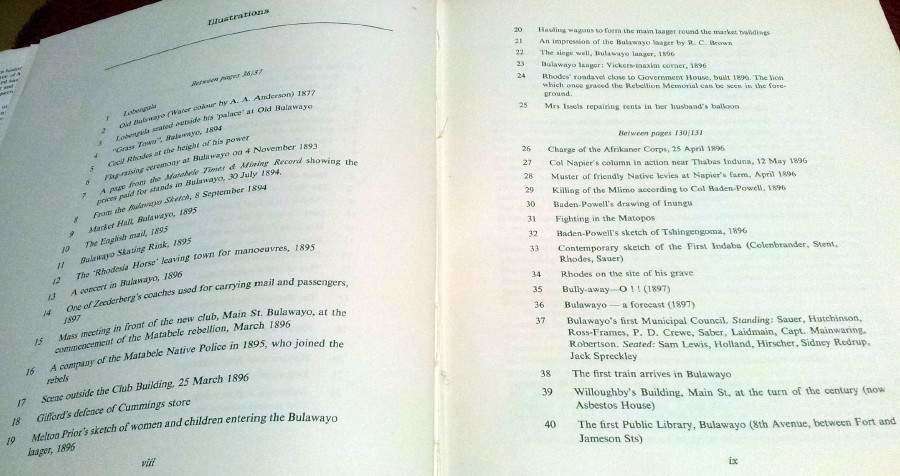 Illustrations
Between pages 36/37
1 Lobengula
2 Old Bulawayo (Water colour by A. A. Anderson) 1877
3 Lobengula seated outside his 'palace' at Old Bulawayo
4 "Grass Town", Bulawayo, 1894
5 Cecil Rhodes at the height of his power
6 Flag-raising ceremony at Bulawayo on 4 November 1893
7 A page from the Matabele Times & Mining Record showing the
prices paid for stands in Bulawayo, 30 July 1894.
8 From the Bulawayo Sketch, 8 September 1894
9 Market Hall, Bulawayo, 1895
10 The English mail, 1895
11 Bulawayo Skating Rink, 1895
12 The 'Rhodesia Horse' leaving town for manoeuvres, 1895
13 A concert in Bulawayo, 1896
14 One of Zeederberg's coaches used for carrying mail and passengers,
1897
15 Mass meeting in front of the new club, Main St. Bulawayo, at the
commencement of the Matabele rebellion, March 1896
16 A company of the Matabele Native Police in 1895, who joined the
rebels
17 Scene outside the Club Building, 25 March 1896
18 Gifford's defence of Cummings store
19 Melton Prior's sketch of women and children entering the Bulawayo
laager, 1896
viii
20 Hauling wagons to form the main laager round the market buildings
21 An impression of the Bulawayo laager by R. C. Brown
22 The siege well, Bulawayo laager, 1896
23 Bulawayo laager: Vickers-maxim corner, 1896
24 Rhodes' rondavel close to Government House, built 1890. The lion
which once graced the Rebellion Memorial can be seen in the fore-
ground.
25 Mrs Issels repairing rents in her husband's balloon
Between pages 130/131
26 Charge of the Afrikaner Corps, 25 April 1896
27 Col Napier's column in action near Thabas Induna, 12 May 1896
28 Muster of friendly Native levies at Napier's farm, April 1896
29 Killing of the Mlimo according to Col Baden-Powell, 1896
30 Baden-Powell's drawing of Inungu
31 Fighting in the Matopos
32 Baden-Powell's sketch of Tshingengoma, 1896
33 Contemporary sketch of the First Indaba (Colenbrander, Stent,
Rhodes, Sauer)
34 Rhodes on the site of his grave
35 Bully-away—O ! ! (1897)
36 Bulawayo — a forecast (1897)
37 Bulawayo's first Municipal Council. Standing: Sauer, Hutchinson,
Ross-Frames, P. D. Crewe, Saber, Laidmain, Capt. Mainwaring,
Robertson. Seated: Sam Lewis, Holland, Hirscher, Sidney Redrup,
Jack Spreckley
38 The first train arrives in Bulawayo
39 Willoughby's Building, Main St, at the turn of the century (now
Asbestos House)
40 The first Public Library, Bulawayo (8th Avenue, between Fort and
Jameson Sts)
ix